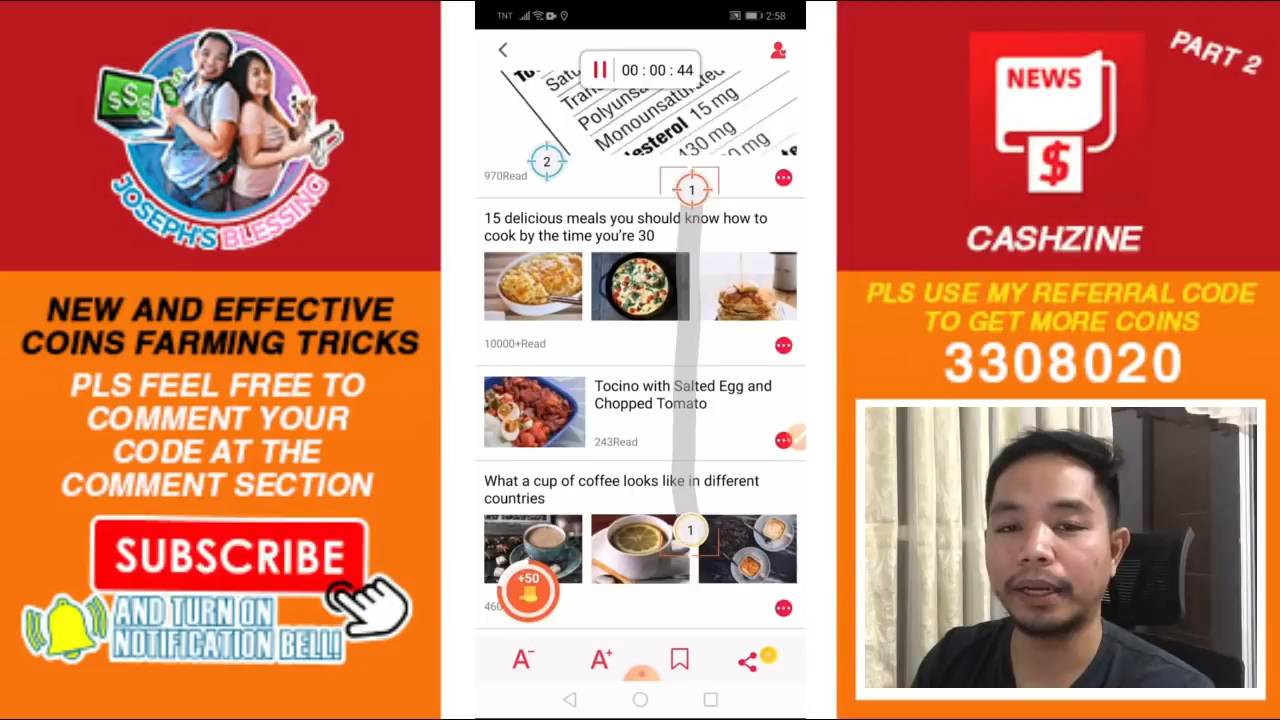 JOSEPH'S BLESSING
NEW AND EFFECTIVE
COINS FARMING TRICKS
PLS FEEL FREE TO
COMMENT YOUR
CODE AT THE
COMMENT SECTION
SUBSCRIBE
AND TURN ON
NOTIFICATION BELL!!
TNT
2:58
00:00:44
Polyunsa
Monounsaturated
15 mg
430 mg
2
970Read
1
15 delicious meals you should know how to
cook by the time you're 30
10000+Read
Tocino with Salted Egg and
Chopped Tomato
243Read
What a cup of coffee looks like in different
countries
1
+50
460
A-
A+
PART 2
NEWS
$
CASHZINE
PLS USE MY REFERRAL CODE
TO GET MORE COINS
3308020